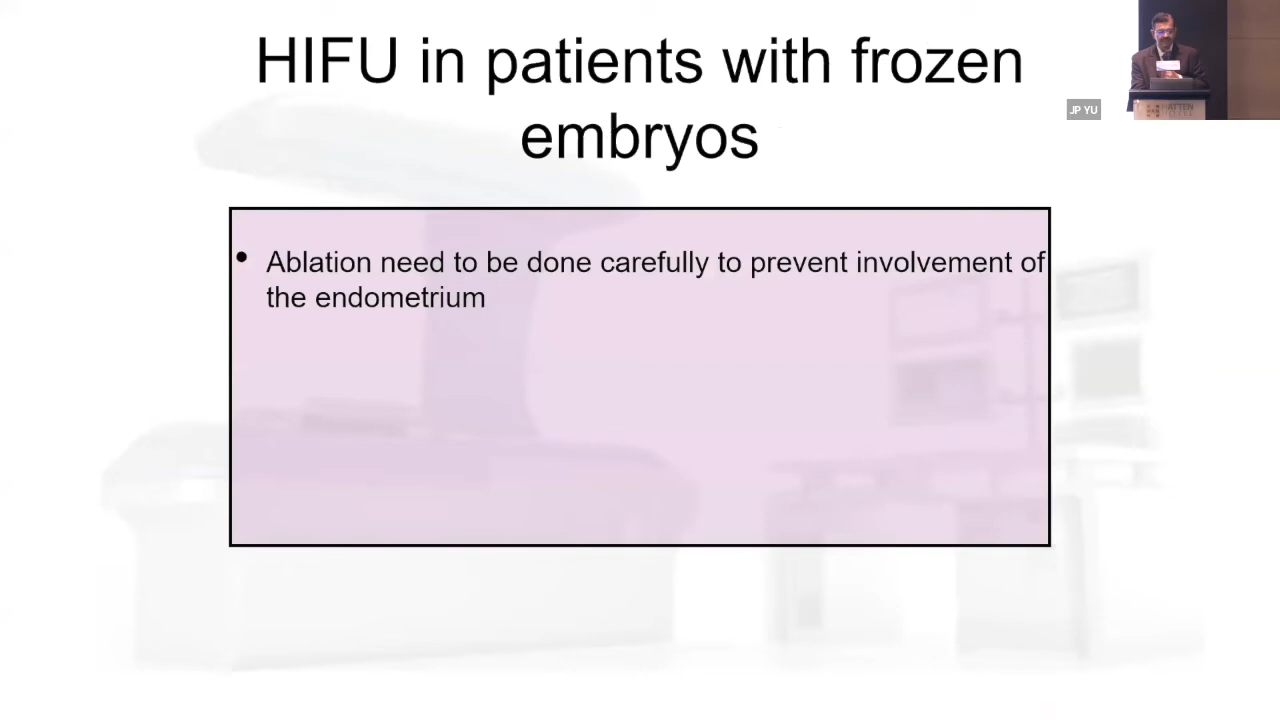 HIFU in patients with frozen
embryos
JP YU
HATTEN
• Ablation need to be done carefully to prevent involvement of
the endometrium